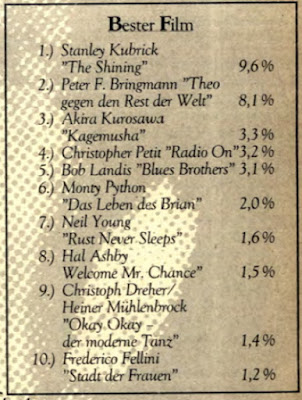 Bester Film
1.) Stanley Kubrick
"The Shining" 9,6 %
2.) Peter F. Bringmann "Theo
gegen den Rest der Welt" 8,1 %
3.) Akira Kurosawa
"Kagemusha" 3,3 %
4.) Christopher Petit "Radio On" 3,2 %
5.) Bob Landis "Blues Brothers" 3,1 %
6.) Monty Python
"Das Leben des Brian" 2,0 %
7.) Neil Young
"Rust Never Sleeps" 1,6 %
8.) Hal Ashby
Welcome Mr. Chance" 1,5 %
9.) Christoph Dreher/
Heiner Mühlenbrock
"Okay Okay –
der moderne Tanz" 1,4 %
10.) Frederico Fellini
"Stadt der Frauen" 1,2 %